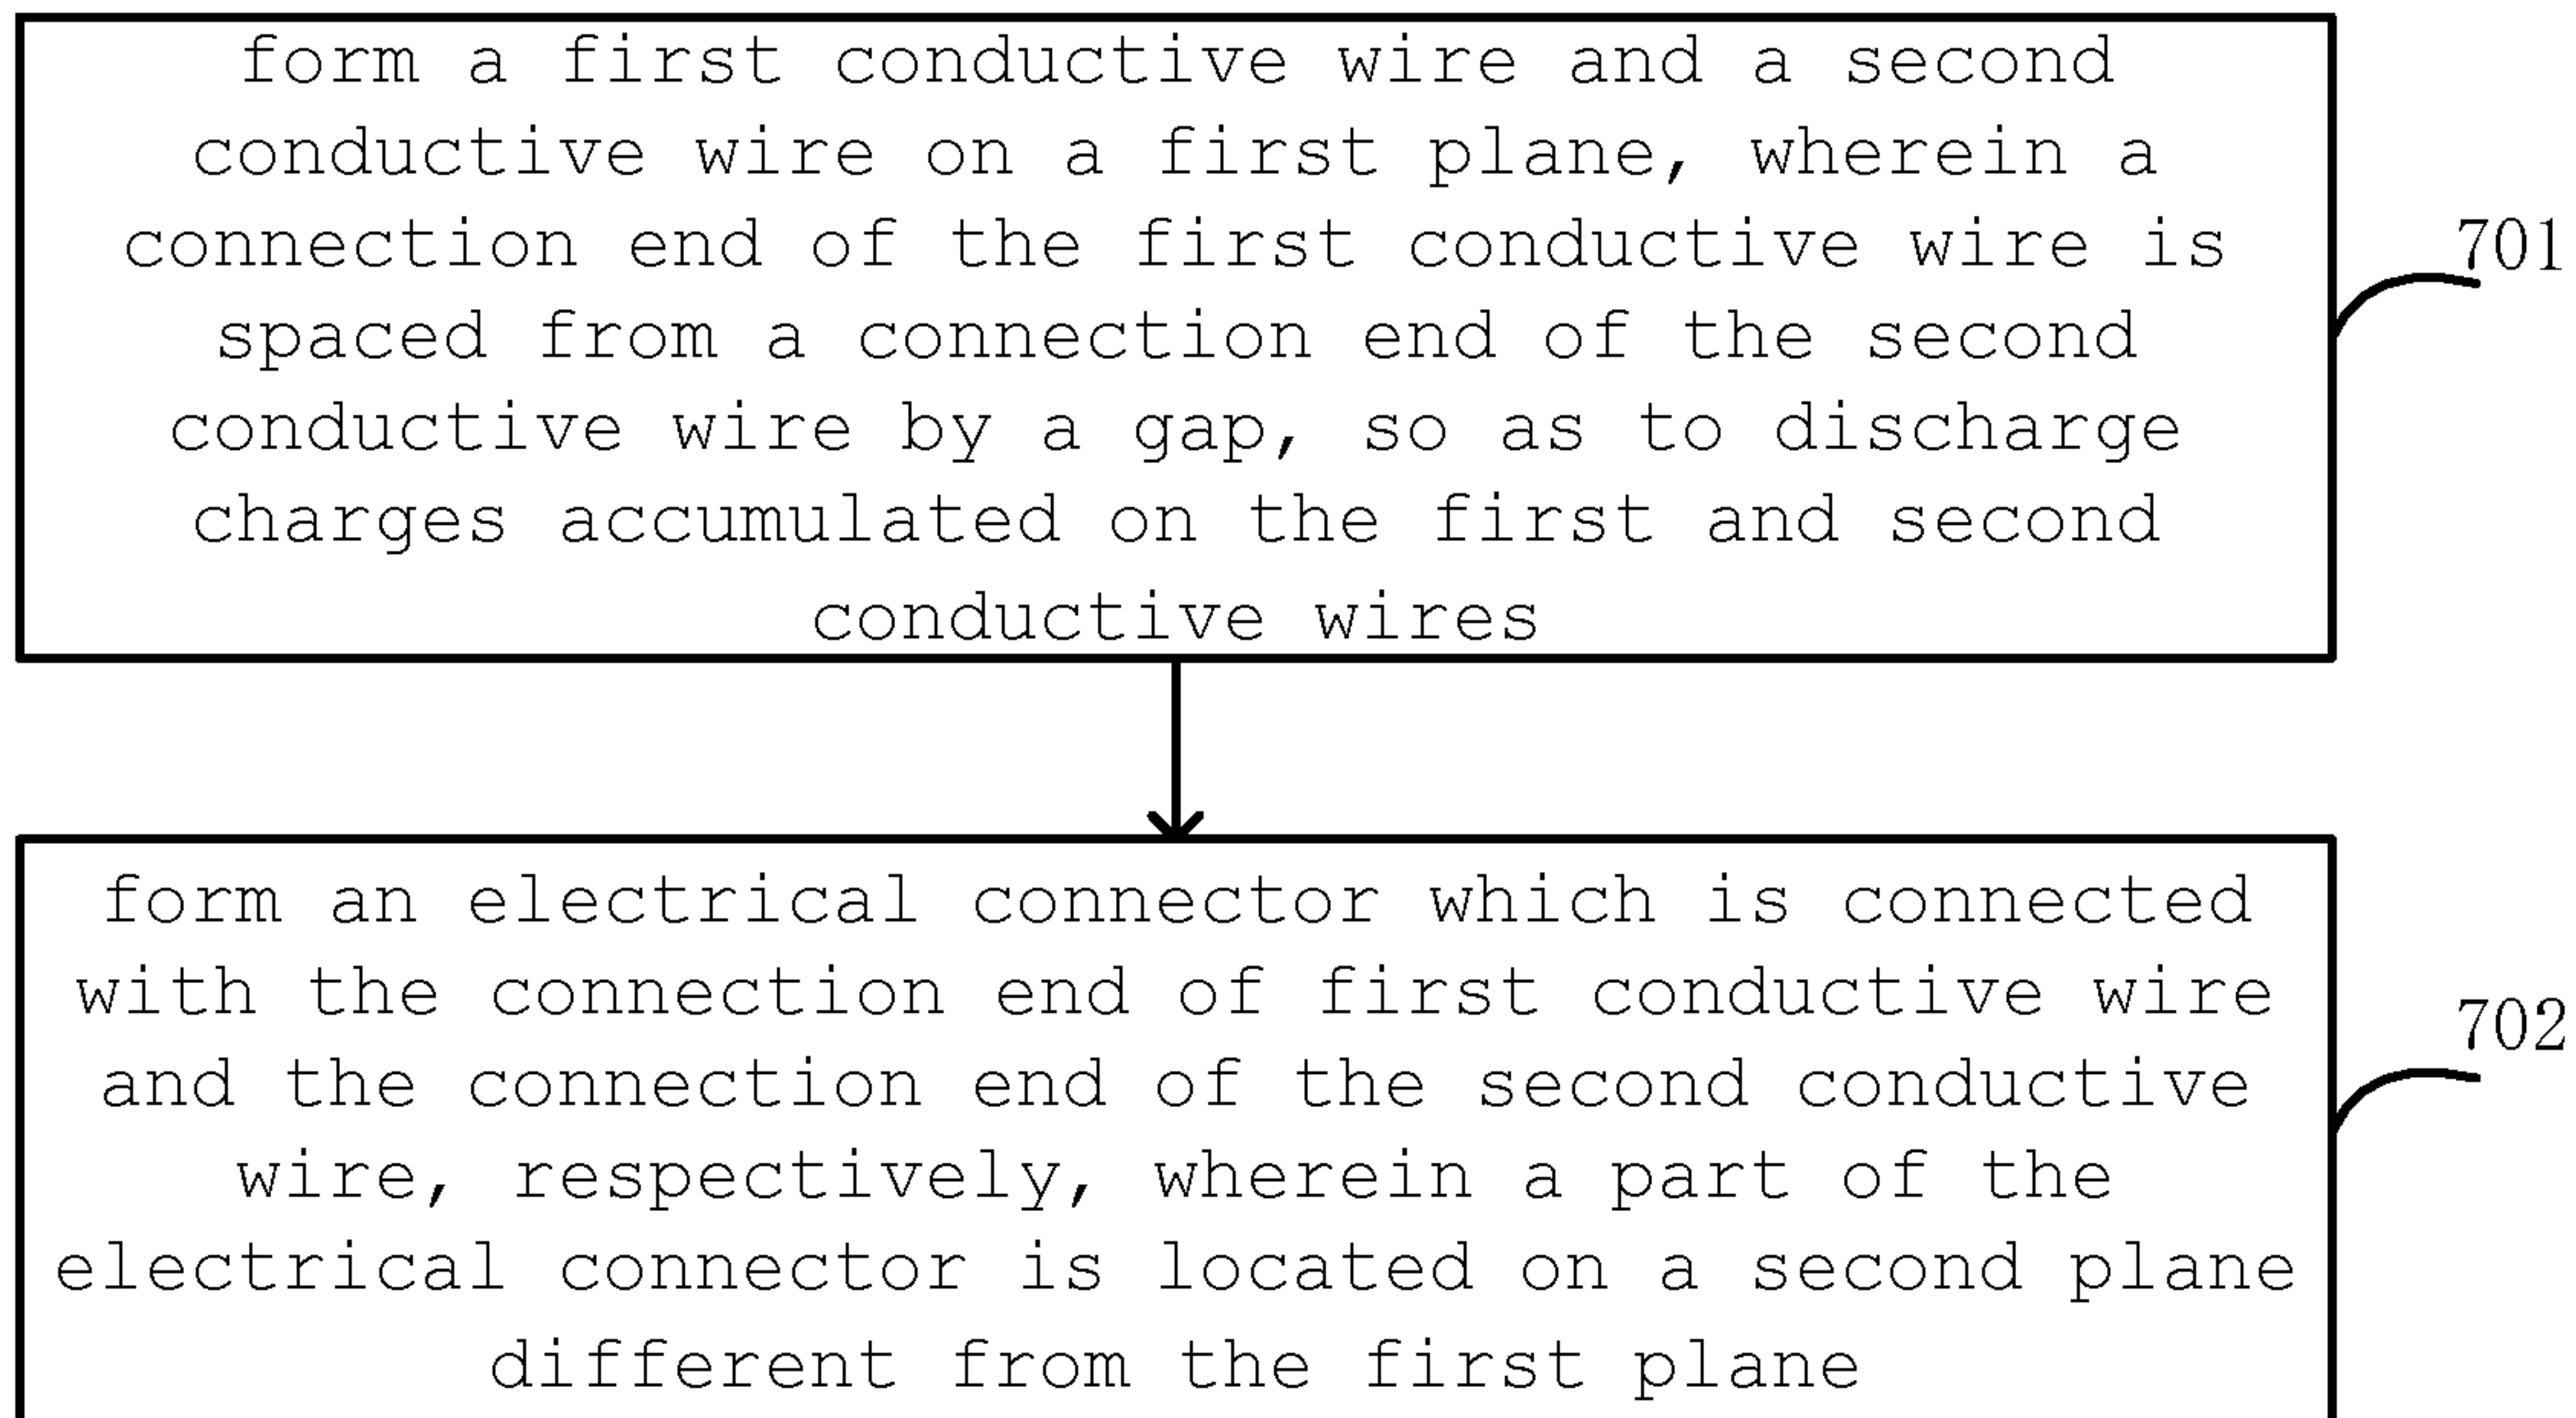 form a first conductive wire and a second
conductive wire on a first plane, wherein a
connection end of the first conductive wire is
spaced from a connection end of the second
conductive wire by a gap, so as to discharge
charges accumulated on the first and second
conductive wires
701
form an electrical connector which is connected
with the connection end of first conductive wire
and the connection end of the second conductive
wire, respectively, wherein a part of the
electrical connector is located on a second plane
different from the first plane
702